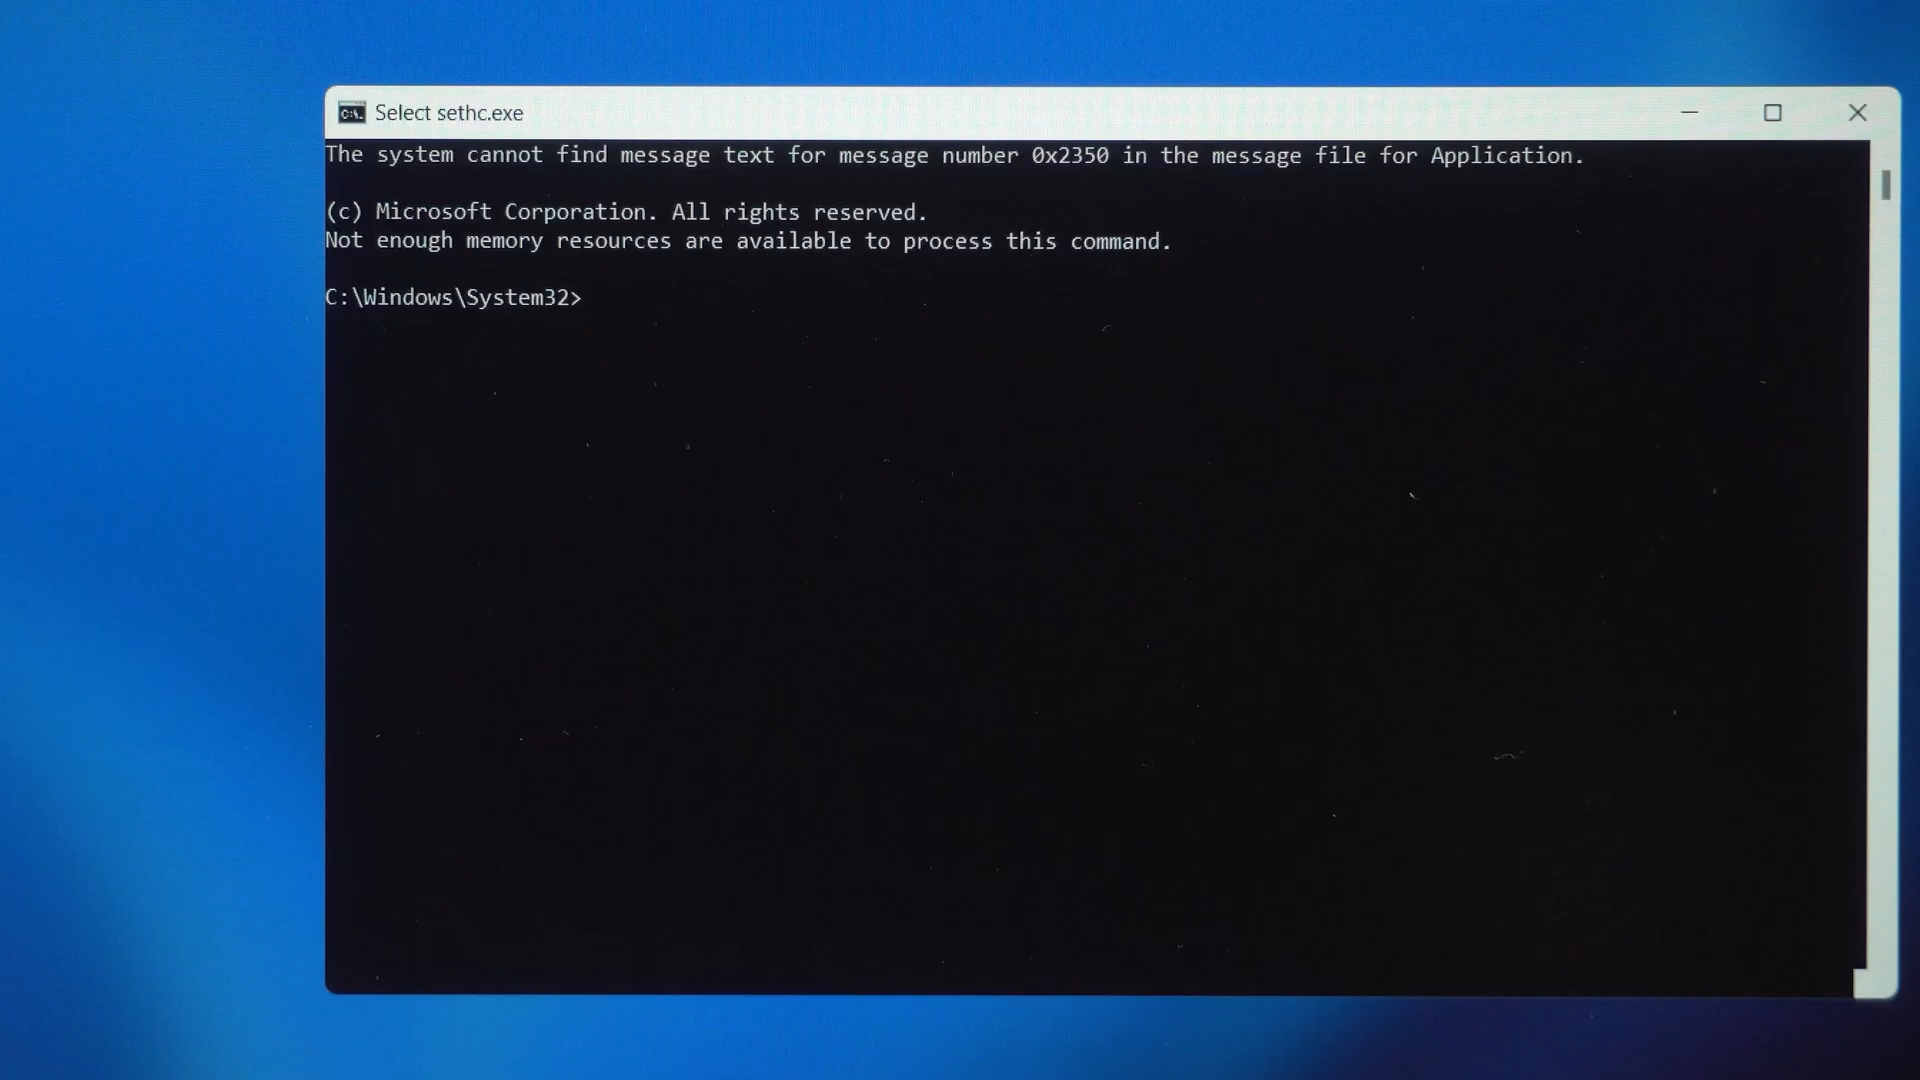 Select sethc.exe
The system cannot find message text for message number 0x2350 in the message file for Application.
(c) Microsoft Corporation. All rights reserved.
Not enough memory resources are available to process this command.
C:\Windows\System32>